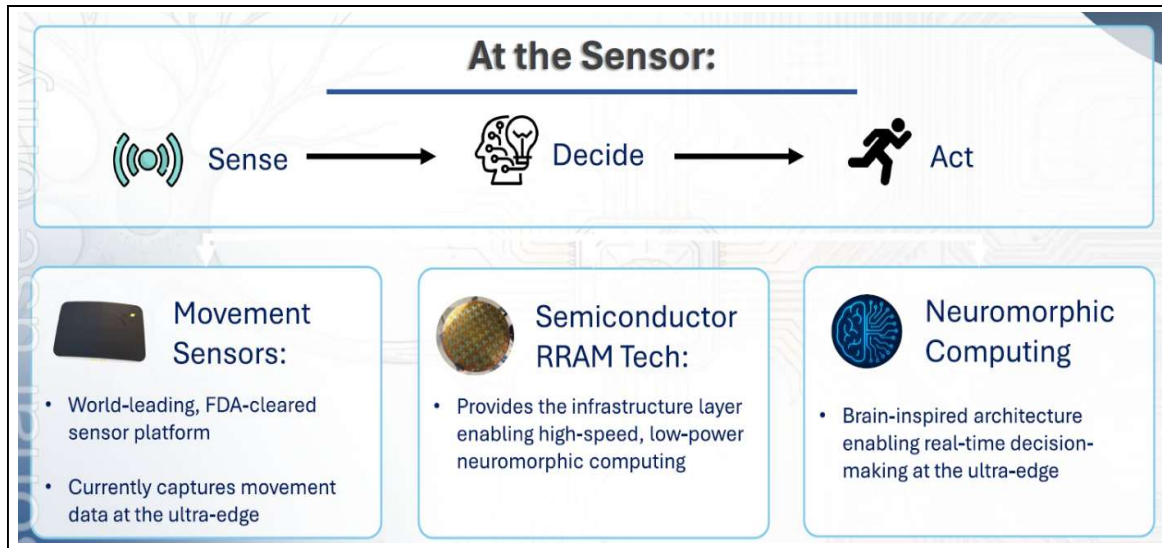 At the Sensor:
Sense
Decide
Act
Movement
Sensors:
• World-leading, FDA-cleared
sensor platform
• Currently captures movement
data at the ultra-edge
Semiconductor
RRAM Tech:
• Provides the infrastructure layer
enabling high-speed, low-power
neuromorphic computing
Neuromorphic
Computing
• Brain-inspired architecture
enabling real-time decision-
making at the ultra-edge